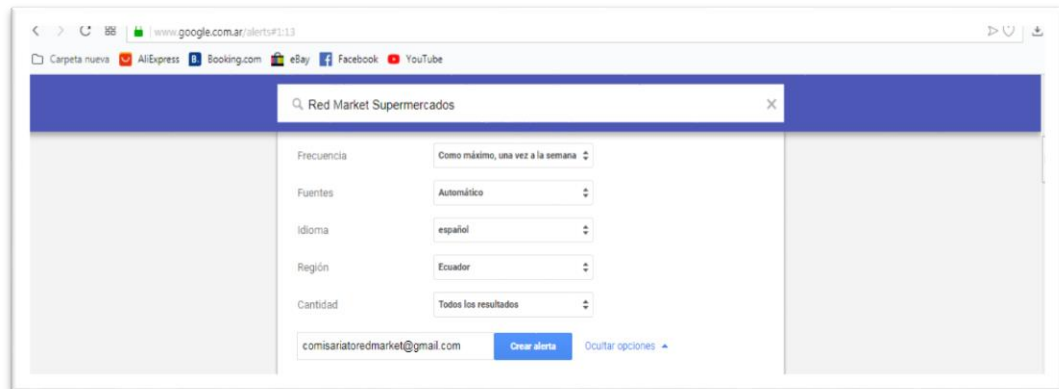 www.google.com.ar/alerts#1:13
Carpeta nueva AliExpress B. Booking.com eBay Facebook YouTube
Red Market Supermercados
Frecuencia Como máximo, una vez a la semana
Fuentes Automático
Idioma español
Región Ecuador
Cantidad Todos los resultados
comisariatoredmarket@gmail.com Crear alerta Ocultar opciones